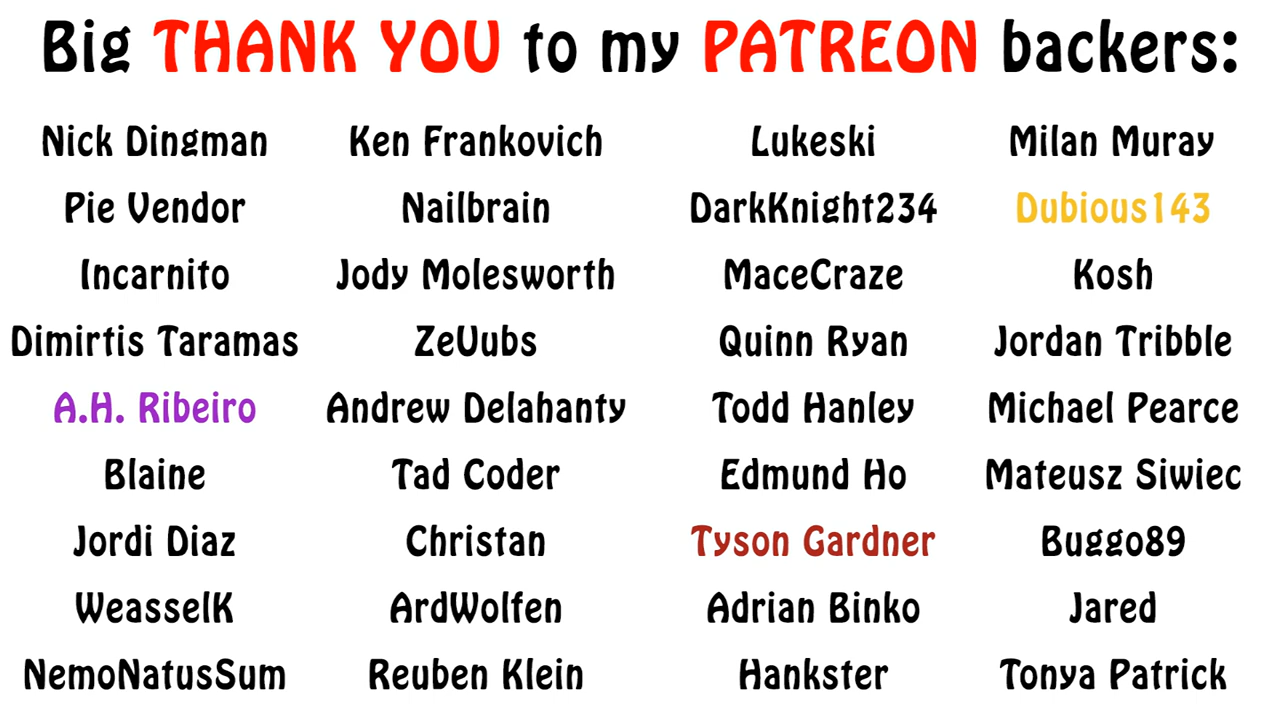 Big THANK YOU to my PATREON backers:
Nick Dingman Ken Frankovich Lukeski Milan Muray
Pie Vendor Nailbrain DarkKnight234 Dubious143
Incarnito Jody Molesworth MaceCraze Kosh
Dimirtis Taramas ZeVubs Quinn Ryan Jordan Tribble
A.H. Ribeiro Andrew Delahanty Todd Hanley Michael Pearce
Blaine Tad Coder Edmund Ho Mateusz Siwiec
Jordi Diaz Christan Tyson Gardner Buggo89
WeasselK ArdWolfen Adrian Binko Jared
NemoNatusSum Reuben Klein Hankster Tonya Patrick